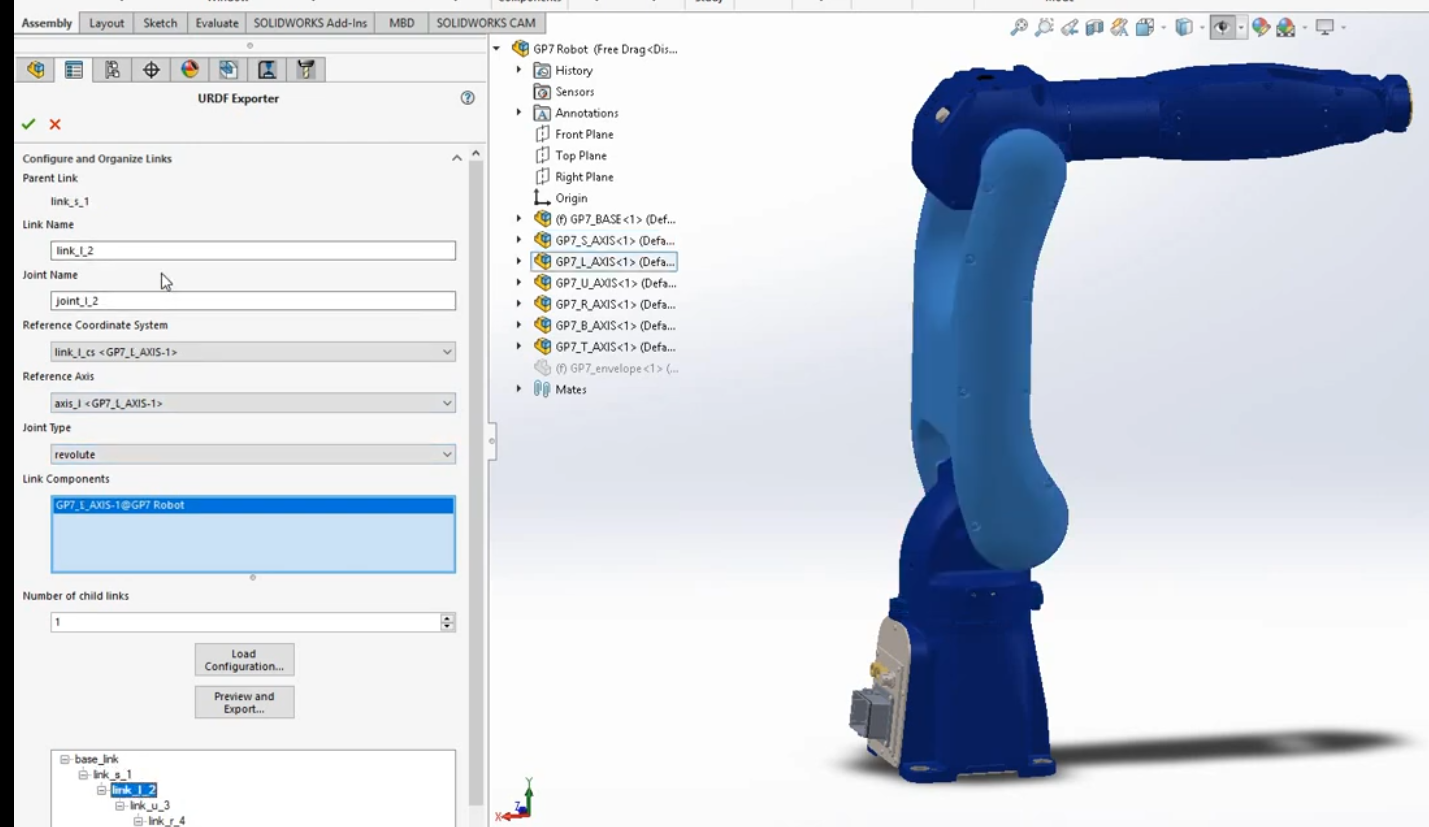 Assembly
Layout
Sketch
Evaluate
SOLIDWORKS Add-Ins
MBD
SOLIDWORKS CAM
URDF Exporter
Configure and Organize Links
Parent Link
link_s_1
Link Name
link_l_2
Joint Name
joint_l_2
Reference Coordinate System
link_l_cs <GP7_L_AXIS-1>
Reference Axis
axis_l <GP7_L_AXIS-1>
Joint Type
revolute
Link Components
GP7_L_AXIS-1@GP7 Robot
Number of child links
1
Load
Configuration...
Preview and
Export...
base_link
link_s_1
link_l_2
link_u_3
link_r_4
GP7 Robot (Free Drag<Dis...
History
Sensors
Annotations
Front Plane
Top Plane
Right Plane
Origin
(f) GP7_BASE<1> (Def...
GP7_S_AXIS<1> (Defa...
GP7_L_AXIS<1> (Defa...
GP7_U_AXIS<1> (Defa...
GP7_R_AXIS<1> (Defa...
GP7_B_AXIS<1> (Defa...
GP7_T_AXIS<1> (Defa...
(f) GP7_envelope<1> (...
Mates
Y
Z
X